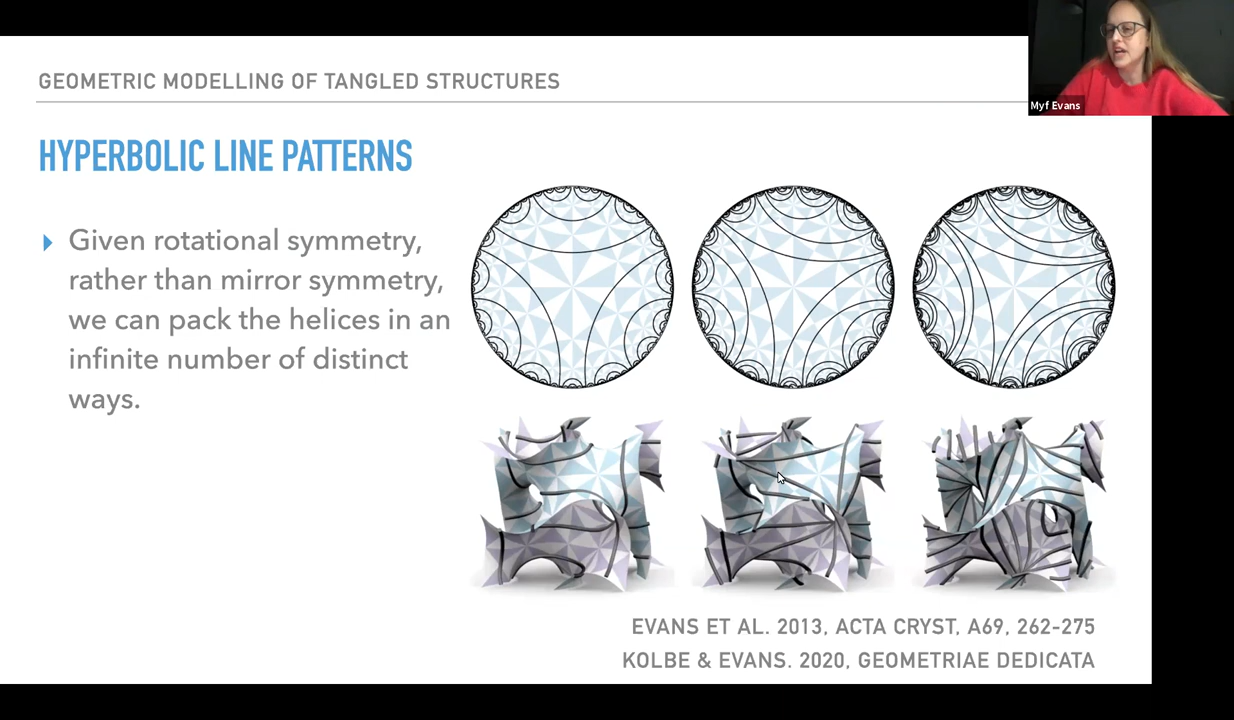 GEOMETRIC MODELLING OF TANGLED STRUCTURES
Myf Evans
HYPERBOLIC LINE PATTERNS
Given rotational symmetry,
rather than mirror symmetry,
we can pack the helices in an
infinite number of distinct
ways.
EVANS ET AL. 2013, ACTA CRYST, A69, 262-275
KOLBE & EVANS. 2020, GEOMETRIAE DEDICATA